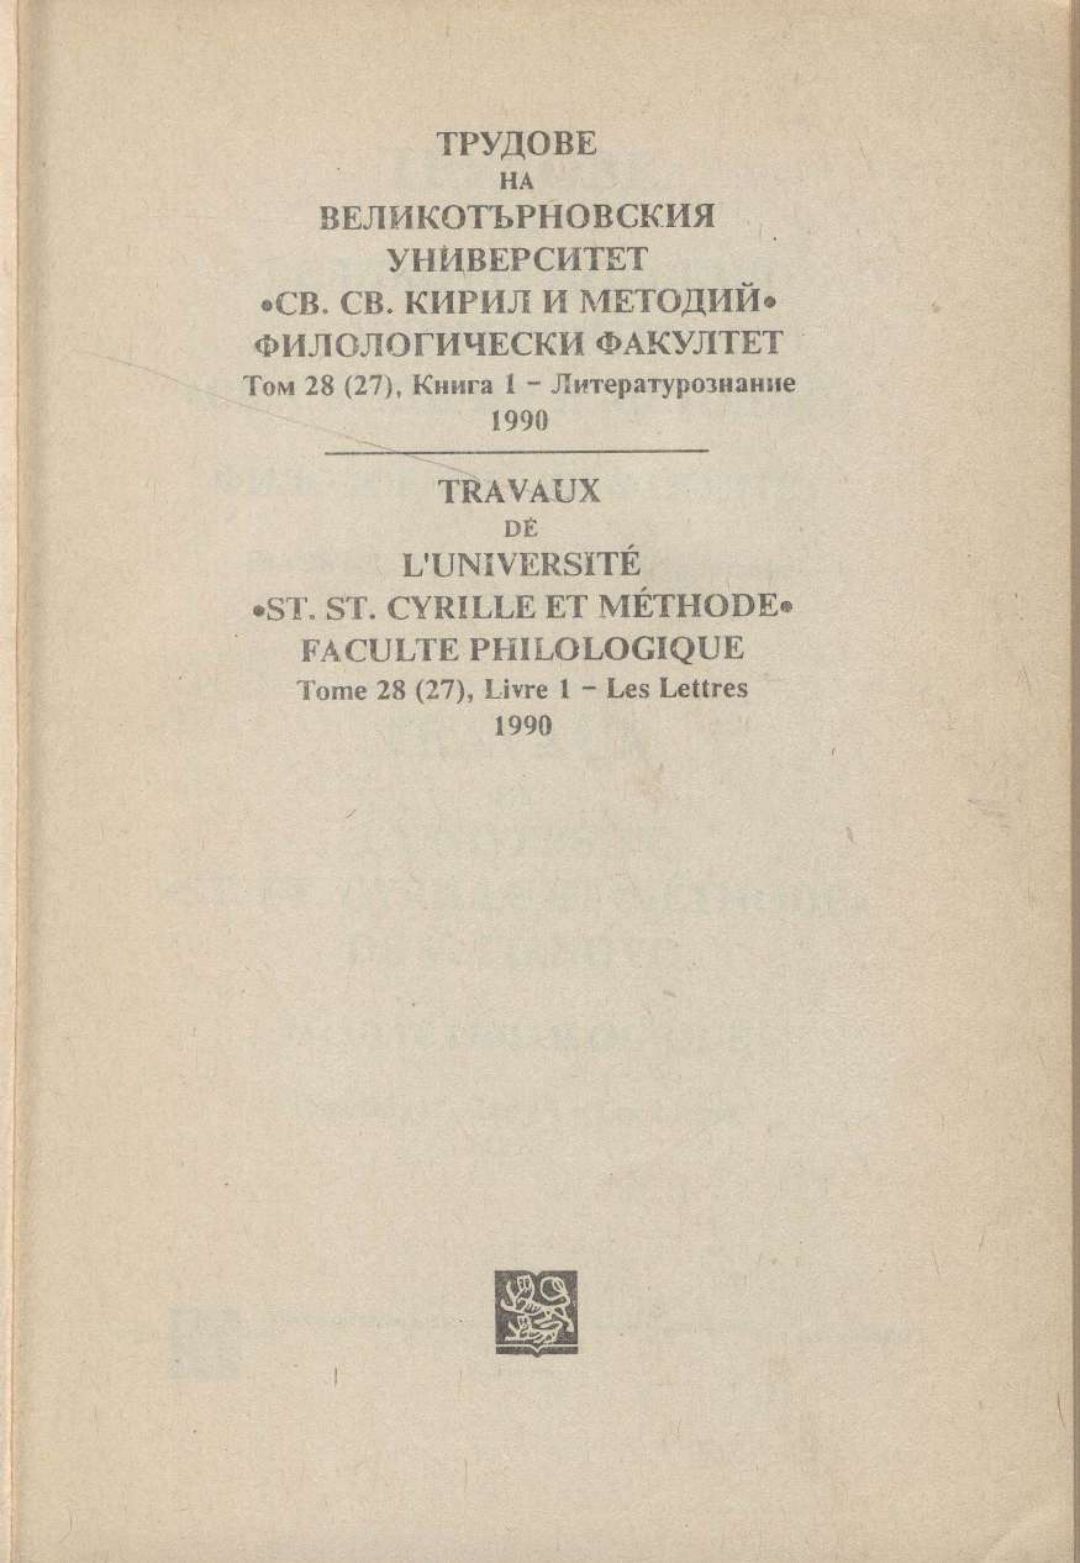 ТРУДОВЕ
НА
ВЕЛИКОТЪРНОВСКИЯ
УНИВЕРСИТЕТ
•СВ. СВ. КИРИЛ И МЕТОДИЙ•
ФИЛОЛОГИЧЕСКИ ФАКУЛТЕТ
Том 28 (27), Книга 1 – Литературознание
1990
TRAVAUX
DE
L'UNIVERSITÉ
•ST. ST. CYRILLE ET MÉTHODE•
FACULTE PHILOLOGIQUE
Tome 28 (27), Livre 1 – Les Lettres
1990